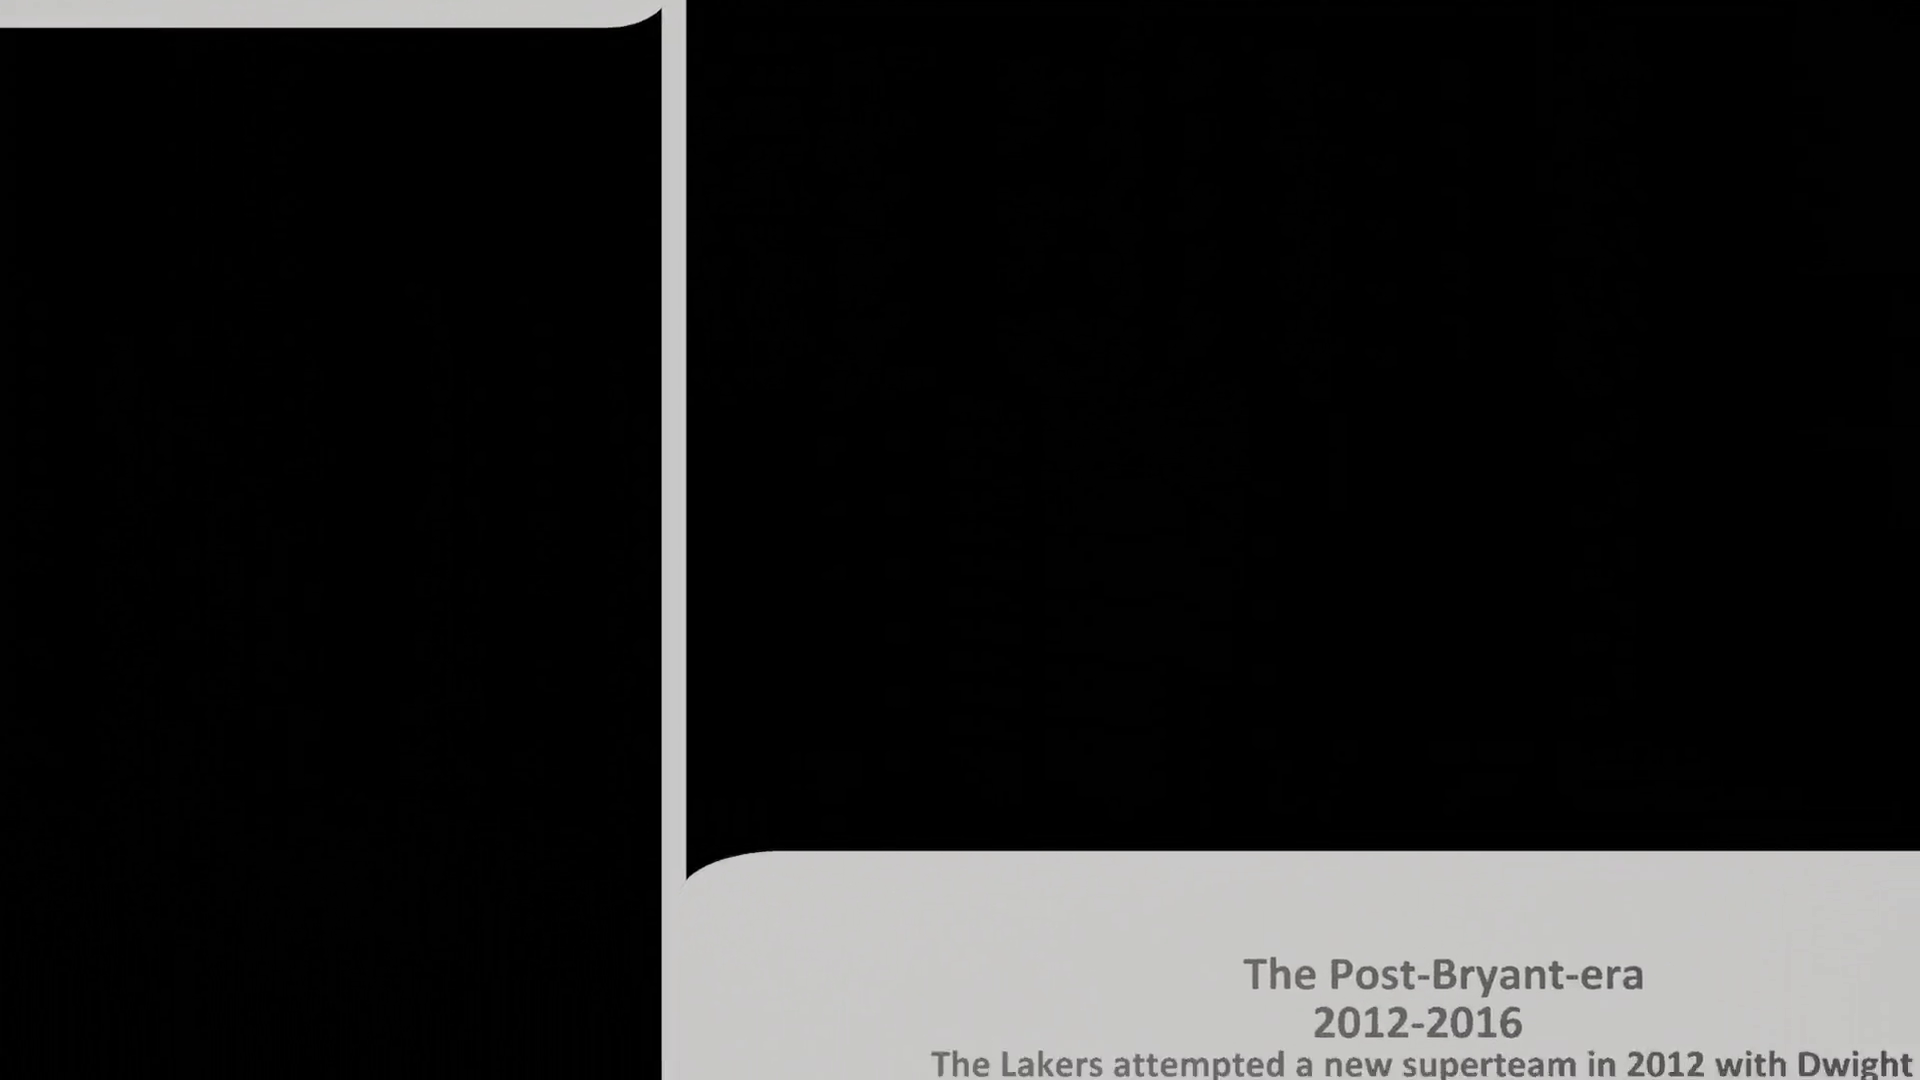 The Post-Bryant-era
2012-2016
The Lakers attempted a new superteam in 2012 with Dwight